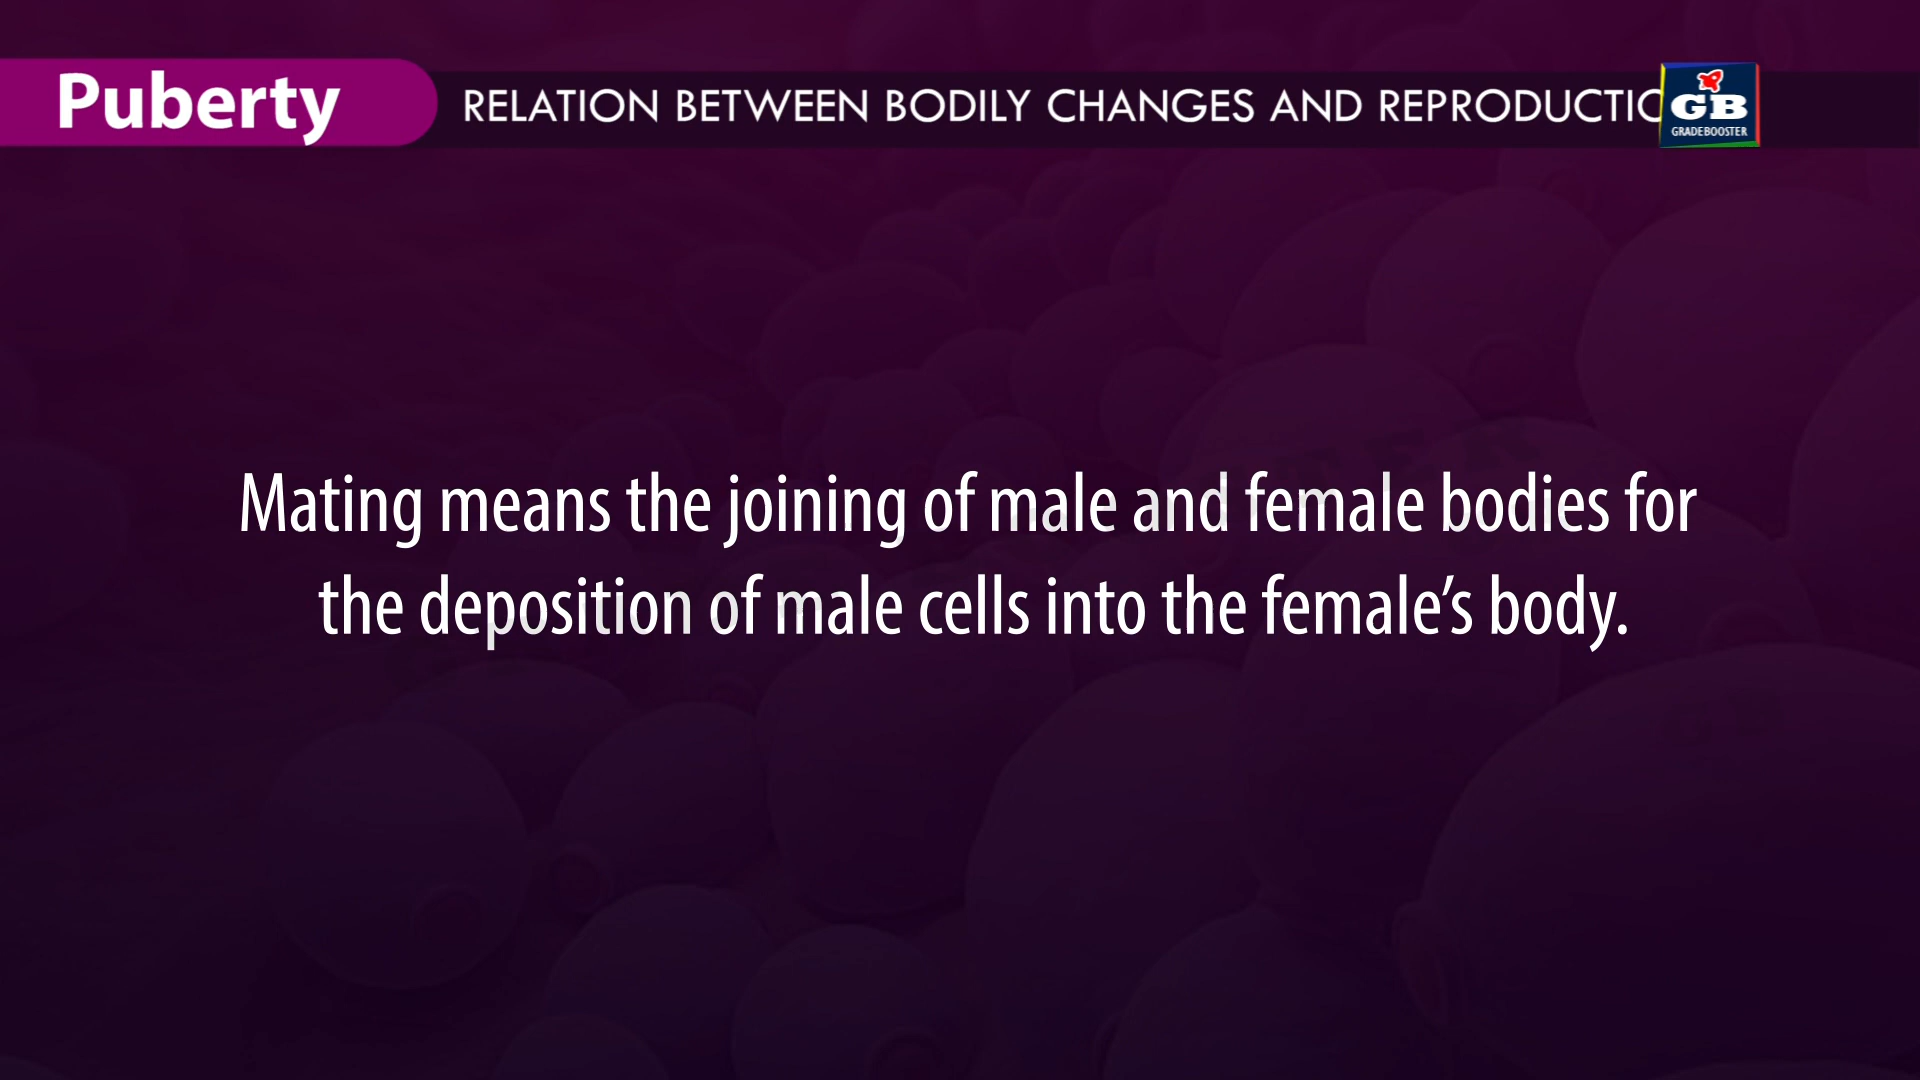 Puberty
RELATION BETWEEN BODILY CHANGES AND REPRODUCTIO
GB
GRADEBOOSTER
Mating means the joining of male and female bodies for
the deposition of male cells into the female’s body.